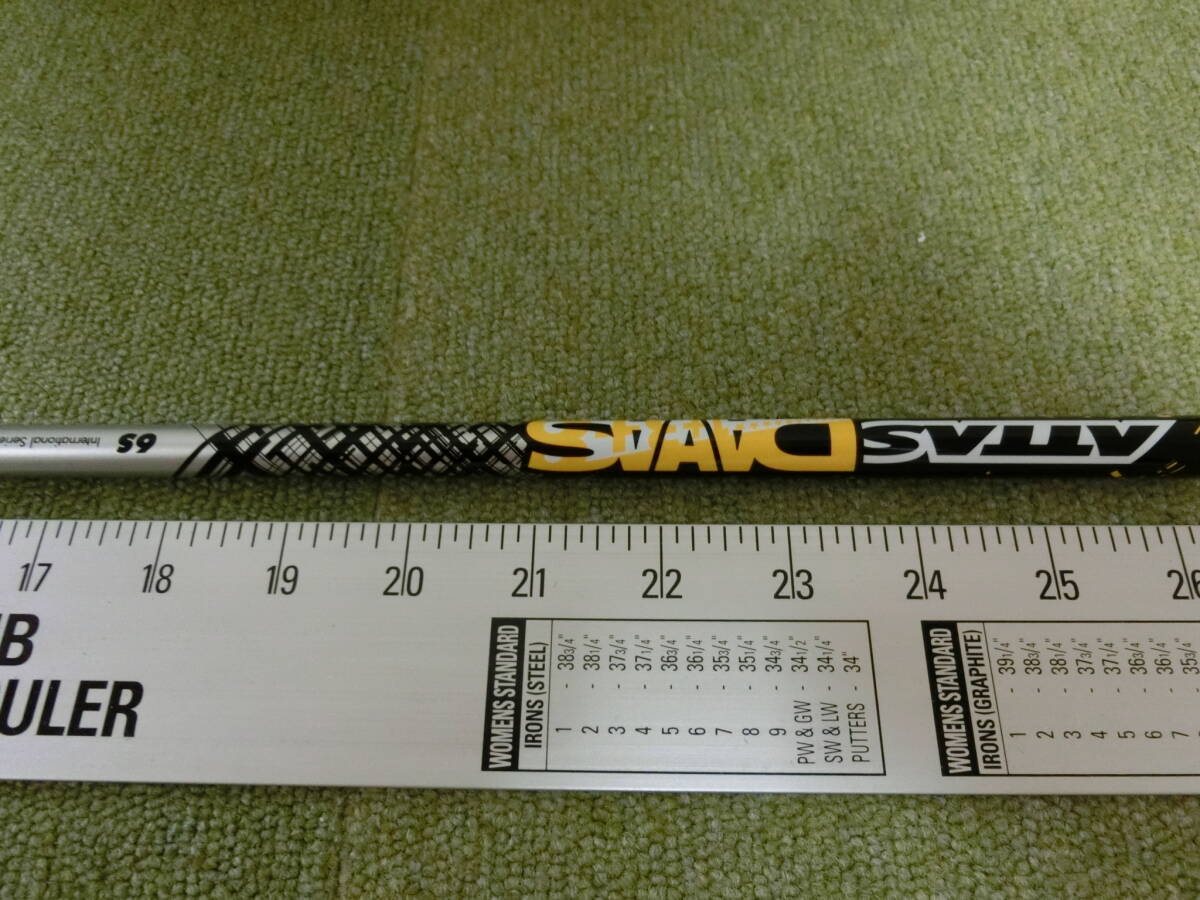 ATTAS
DAAAS
6S
International Serie
17 18 19 20 21 22 23 24 25 26
ULER
WOMENS STANDARD
IRONS (STEEL)
1 - 38 3/4"
2 - 38 1/4"
3 - 37 3/4"
4 - 37 1/4"
5 - 36 3/4"
6 - 36 1/4"
7 - 35 3/4"
8 - 35 1/4"
9 - 34 3/4"
PW & GW - 34 1/2"
SW & LW - 34 1/4"
PUTTERS - 34"
WOMENS STANDARD
IRONS (GRAPHITE)
1 - 39 1/4"
2 - 38 3/4"
3 - 38 1/4"
4 - 37 3/4"
5 - 37 1/4"
6 - 36 3/4"
7 - 36 1/4"
35 3/4"